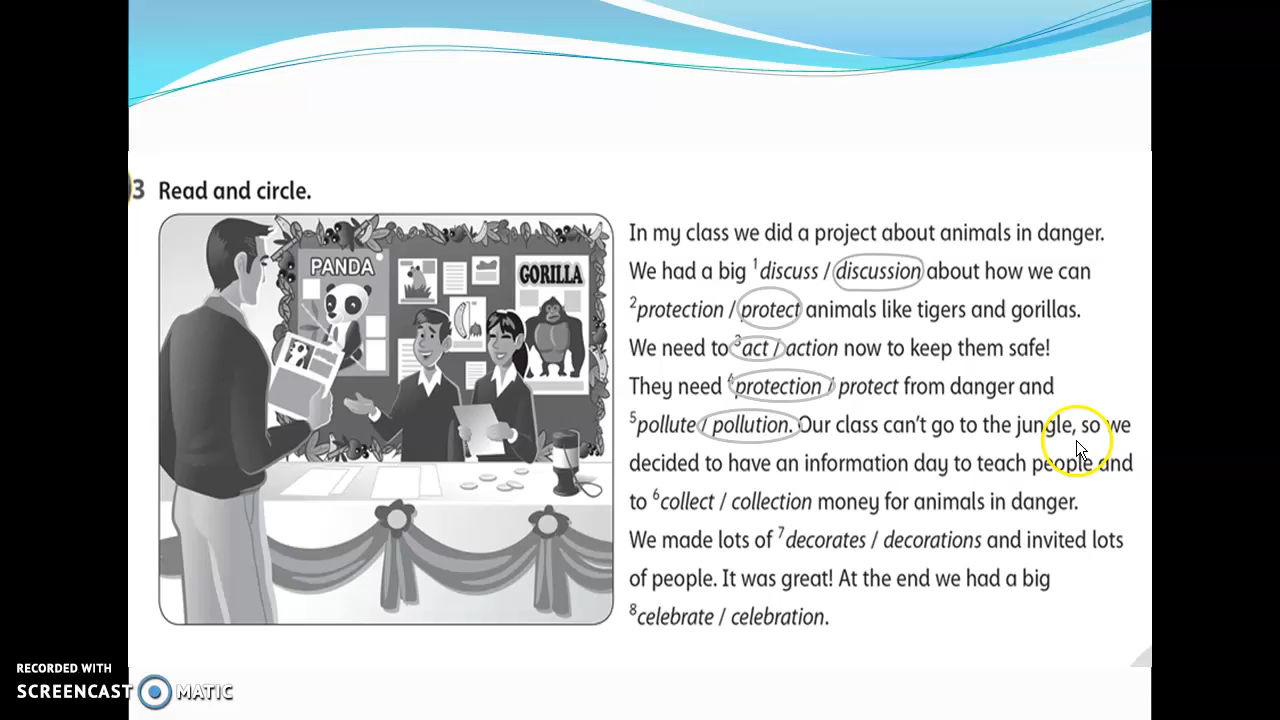 3 Read and circle.
PANDA
GORILLA
In my class we did a project about animals in danger.
We had a big 1discuss / discussion about how we can
2protection / protect animals like tigers and gorillas.
We need to 3act / action now to keep them safe!
They need 4protection / protect from danger and
5pollute / pollution. Our class can't go to the jungle, so we
decided to have an information day to teach people and
to 6collect / collection money for animals in danger.
We made lots of 7decorates / decorations and invited lots
of people. It was great! At the end we had a big
8celebrate / celebration.
RECORDED WITH
SCREENCAST MATIC